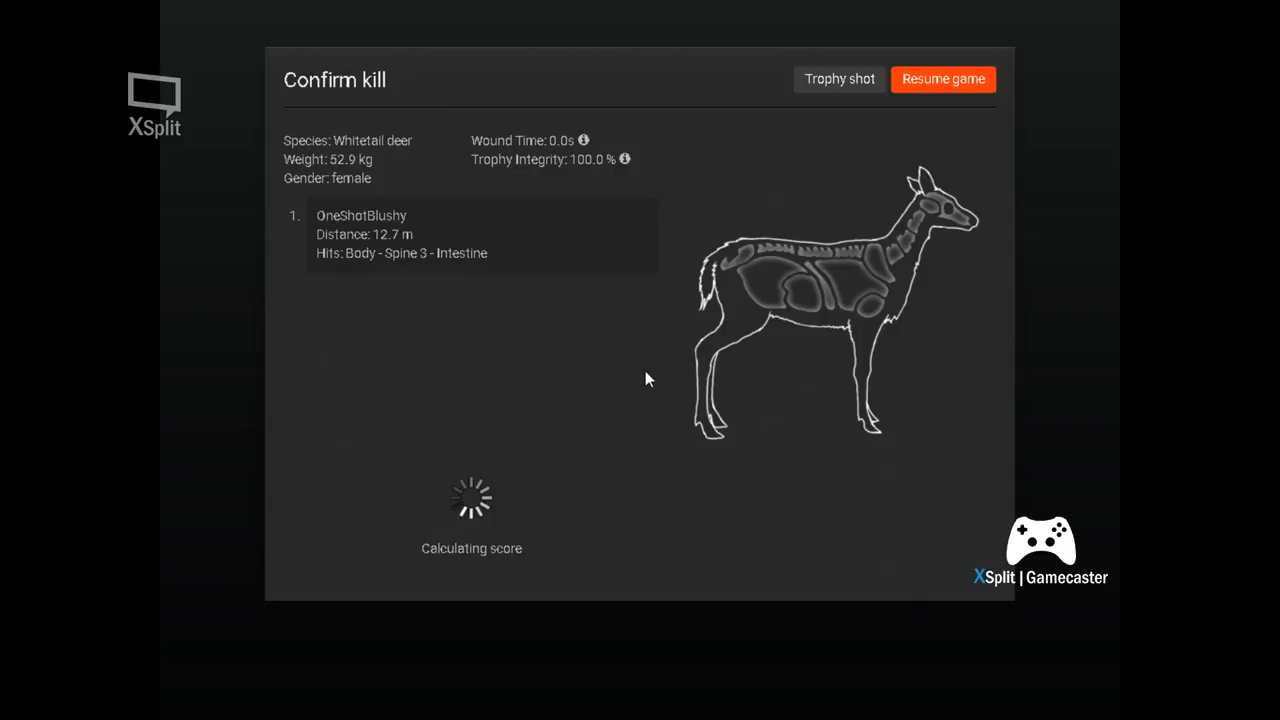 Confirm kill
Trophy shot
Resume game
XSplit
Species: Whitetail deer
Weight: 52.9 kg
Gender: female
Wound Time: 0.0s
Trophy Integrity: 100.0 %
1.
OneShotBlushy
Distance: 12.7 m
Hits: Body - Spine 3 - Intestine
Calculating score
XSplit | Gamecaster